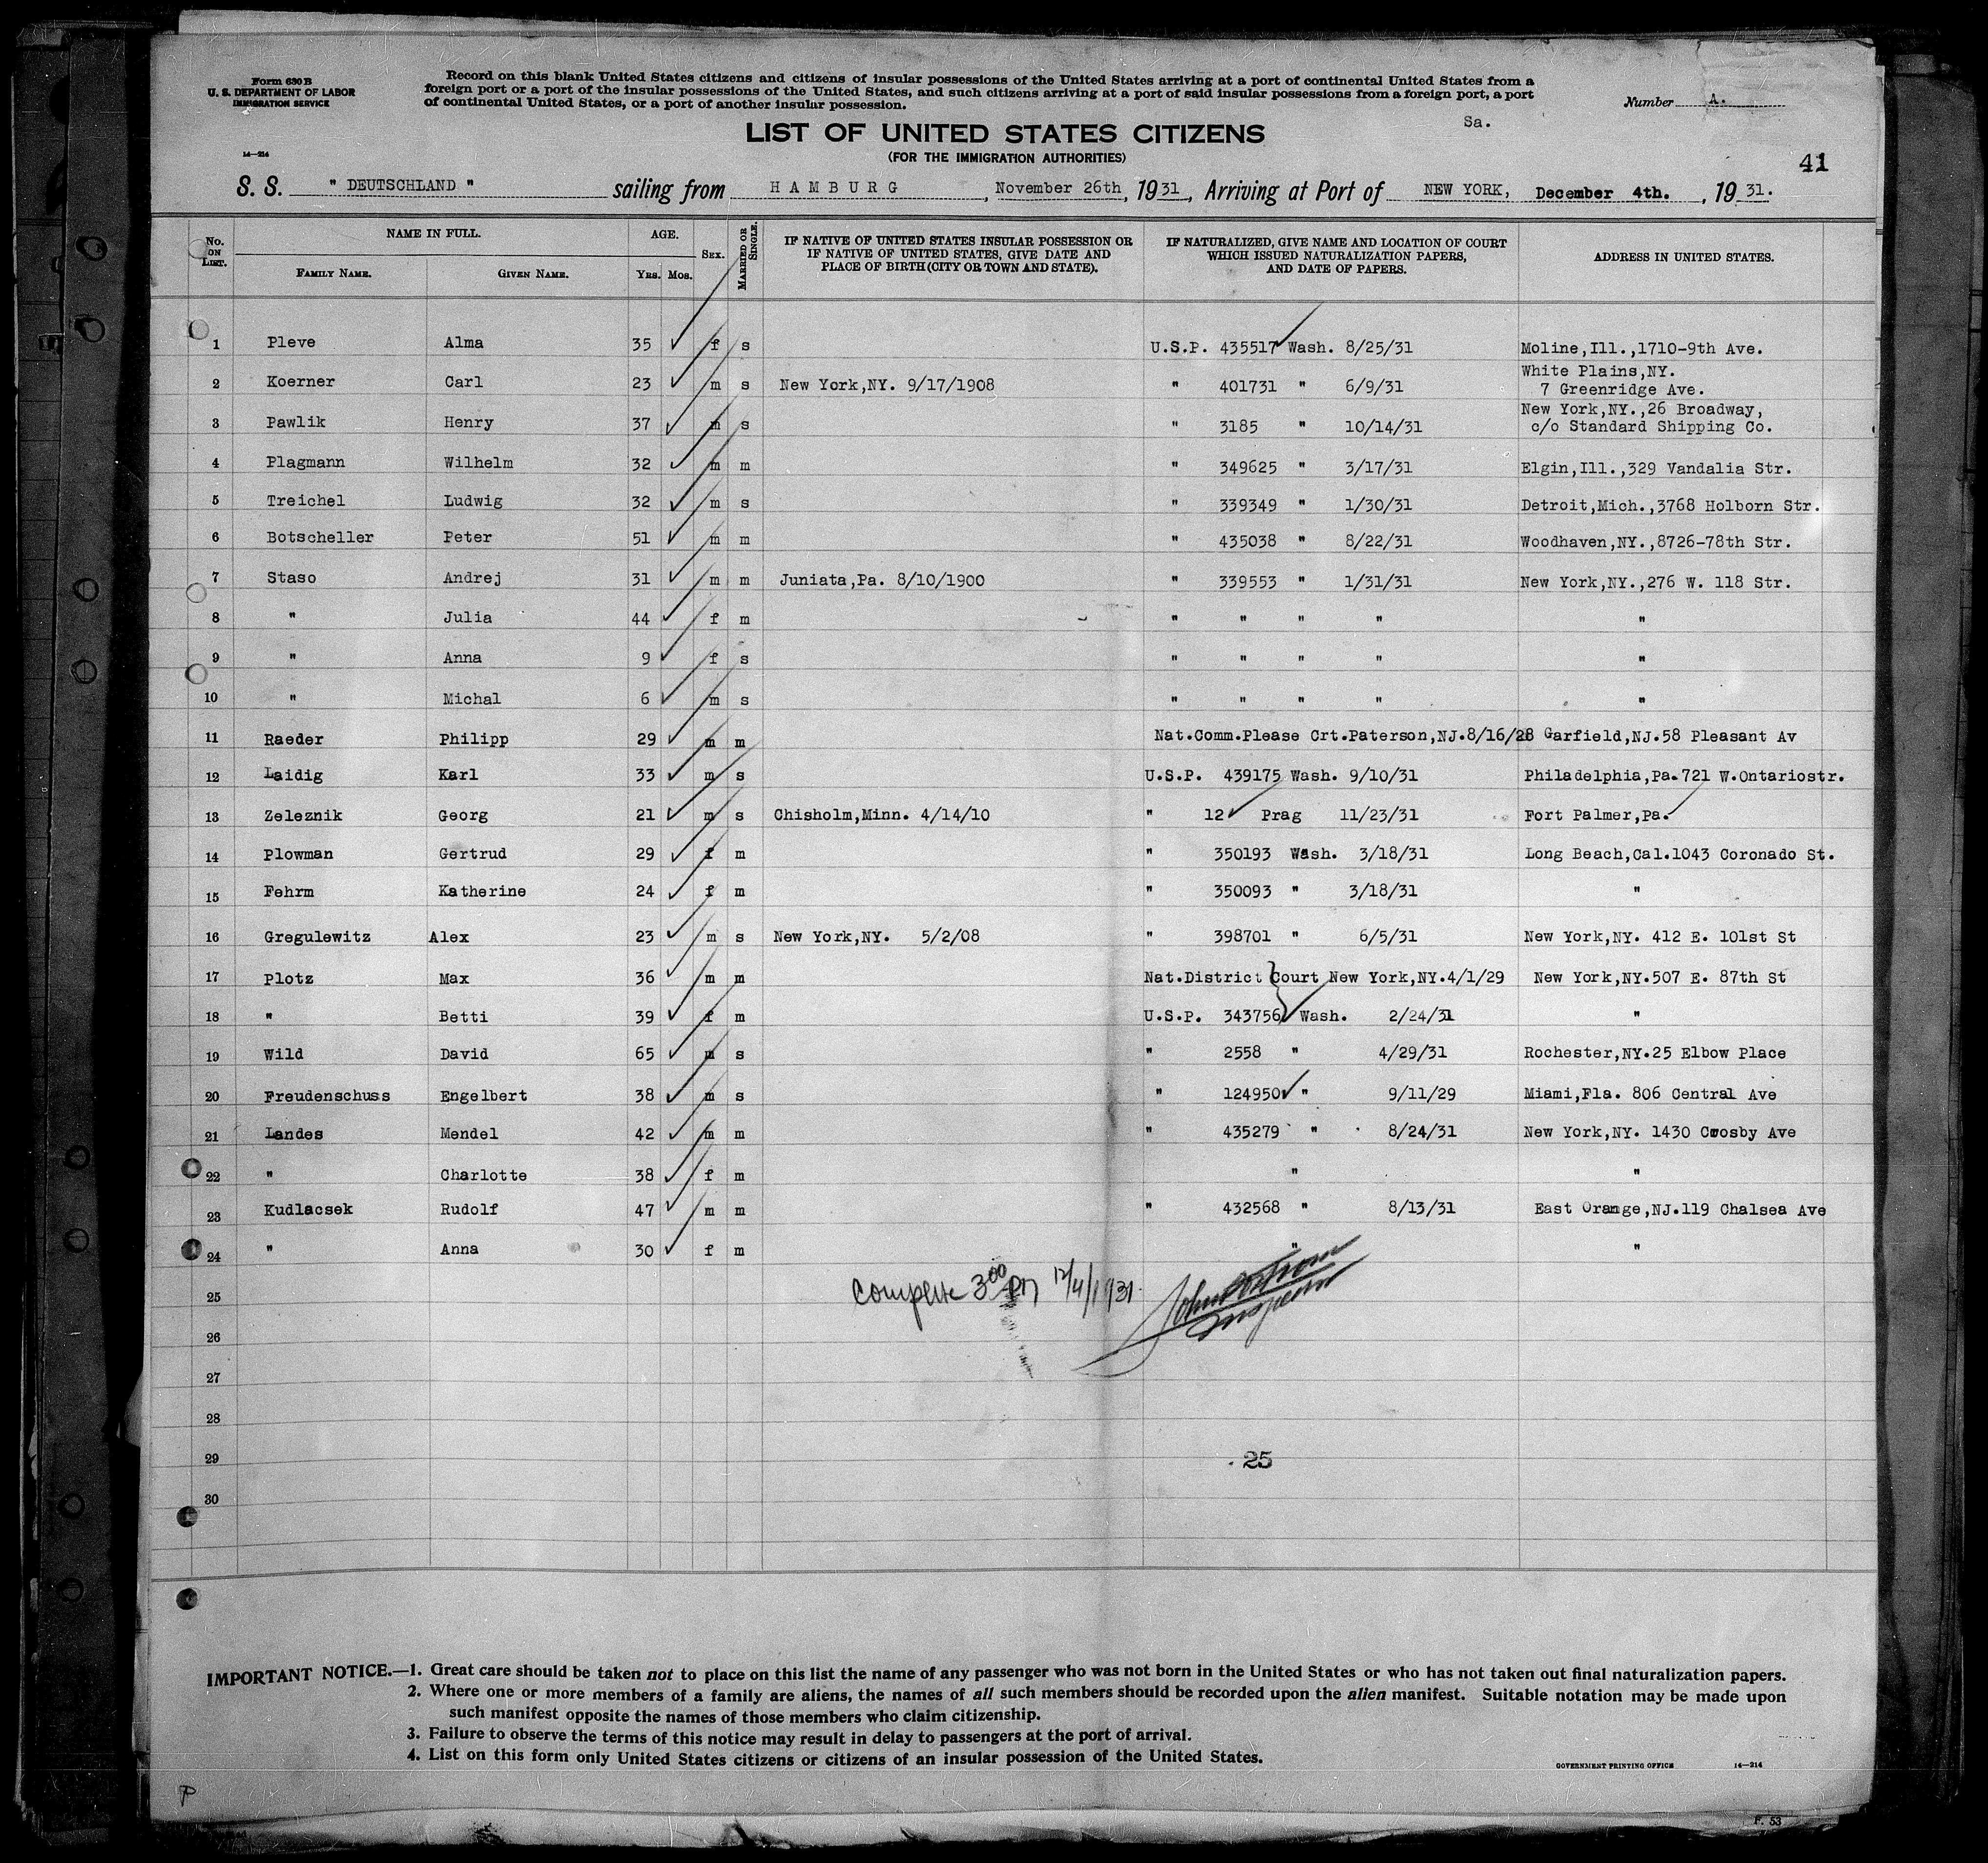 Form 630 B
U. S. DEPARTMENT OF LABOR
IMMIGRATION SERVICE
Record on this blank United States citizens and citizens of insular possessions of the United States arriving at a port of continental United States from a
foreign port or a port of the insular possessions of the United States, and such citizens arriving at a port of said insular possessions from a foreign port, a port
of continental United States, or a port of another insular possession.
Number A.
Sa.
LIST OF UNITED STATES CITIZENS
(FOR THE IMMIGRATION AUTHORITIES)
14—214
41
S. S. " DEUTSCHLAND " sailing from HAMBURG, November 26th, 1931, Arriving at Port of NEW YORK, December 4th., 1931.
No. ON LIST. NAME IN FULL. FAMILY NAME. GIVEN NAME. AGE. YRS. MOS. SEX. MARRIED OR SINGLE. IF NATIVE OF UNITED STATES INSULAR POSSESSION OR IF NATIVE OF UNITED STATES, GIVE DATE AND PLACE OF BIRTH (CITY OR TOWN AND STATE). IF NATURALIZED, GIVE NAME AND LOCATION OF COURT WHICH ISSUED NATURALIZATION PAPERS, AND DATE OF PAPERS. ADDRESS IN UNITED STATES.
1 Pleve Alma 35 f s U.S.P. 435517 Wash. 8/25/31 Moline,Ill.,1710-9th Ave.
2 Koerner Carl 23 m s New York,NY. 9/17/1908 " 401731 " 6/9/31 White Plains,NY.
7 Greenridge Ave.
3 Pawlik Henry 37 m s " 3185 " 10/14/31 New York,NY.,26 Broadway,
c/o Standard Shipping Co.
4 Plagmann Wilhelm 32 m m " 349625 " 3/17/31 Elgin,Ill.,329 Vandalia Str.
5 Treichel Ludwig 32 m s " 339349 " 1/30/31 Detroit,Mich.,3768 Holborn Str.
6 Botscheller Peter 51 m m " 435038 " 8/22/31 Woodhaven,NY.,8726-78th Str.
7 Staso Andrej 31 m m Juniata,Pa. 8/10/1900 " 339553 " 1/31/31 New York,NY.,276 W. 118 Str.
8 " Julia 44 f m " " " " "
9 " Anna 9 f s " " " " "
10 " Michal 6 m s " " " " "
11 Raeder Philipp 29 m m Nat.Comm.Please Crt.Paterson,NJ.8/16/28 Garfield,NJ.58 Pleasant Av
12 Laidig Karl 33 m s U.S.P. 439175 Wash. 9/10/31 Philadelphia,Pa.721 W.Ontariostr.
13 Zeleznik Georg 21 m s Chisholm,Minn. 4/14/10 " 12 Prag 11/23/31 Fort Palmer,Pa.
14 Plowman Gertrud 29 f m " 350193 Wash. 3/18/31 Long Beach,Cal.1043 Coronado St.
15 Fehrm Katherine 24 f m " 350093 " 3/18/31 "
16 Gregulewitz Alex 23 m s New York,NY. 5/2/08 " 398701 " 6/5/31 New York,NY. 412 E. 101st St
17 Plotz Max 36 m m Nat.District Court New York,NY.4/1/29 New York,NY.507 E. 87th St
18 " Betti 39 f m U.S.P. 343756 Wash. 2/24/31 "
19 Wild David 65 m s " 2558 " 4/29/31 Rochester,NY.25 Elbow Place
20 Freudenschuss Engelbert 38 m s " 124950 " 9/11/29 Miami,Fla. 806 Central Ave
21 Landes Mendel 42 m m " 435279 " 8/24/31 New York,NY. 1430 Crosby Ave
22 " Charlotte 38 f m " "
23 Kudlacsek Rudolf 47 m m " 432568 " 8/13/31 East Orange,NJ.119 Chalsea Ave
24 " Anna 30 f m " "
25 Complete 3 00 PM 12/4/1931
Inspector
26
27
28
29 25
30
IMPORTANT NOTICE.—1. Great care should be taken not to place on this list the name of any passenger who was not born in the United States or who has not taken out final naturalization papers.
2. Where one or more members of a family are aliens, the names of all such members should be recorded upon the alien manifest. Suitable notation may be made upon
such manifest opposite the names of those members who claim citizenship.
3. Failure to observe the terms of this notice may result in delay to passengers at the port of arrival.
4. List on this form only United States citizens or citizens of an insular possession of the United States.
GOVERNMENT PRINTING OFFICE 14—214
P
F. 53